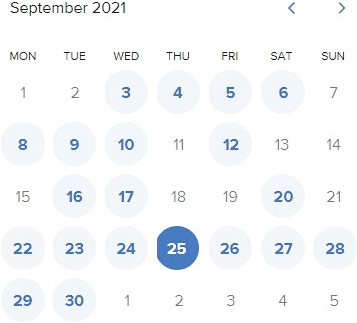 September 2021
MON TUE WED THU FRI SAT SUN
1 2 3 4 5 6 7
8 9 10 11 12 13 14
15 16 17 18 19 20 21
22 23 24 25 26 27 28
29 30 1 2 3 4 5